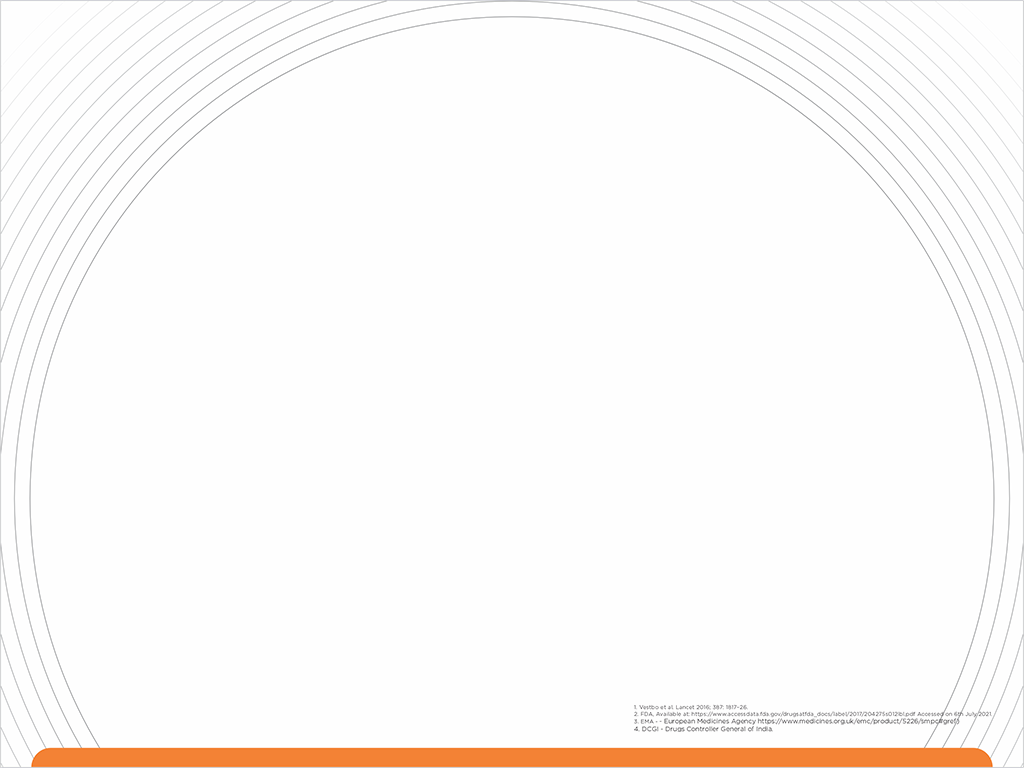 1. Vestbo et al. Lancet 2016; 387: 1817-26.
2. FDA, Available at: https://www.accessdata.fda.gov/drugsatfda_docs/label/2017/204275s012lbl.pdf Accessed on 6th July,2021.
3. EMA - - European Medicines Agency https://www.medicines.org.uk/emc/product/5226/smpc#gref)
4. DCGI - Drugs Controller General of India.